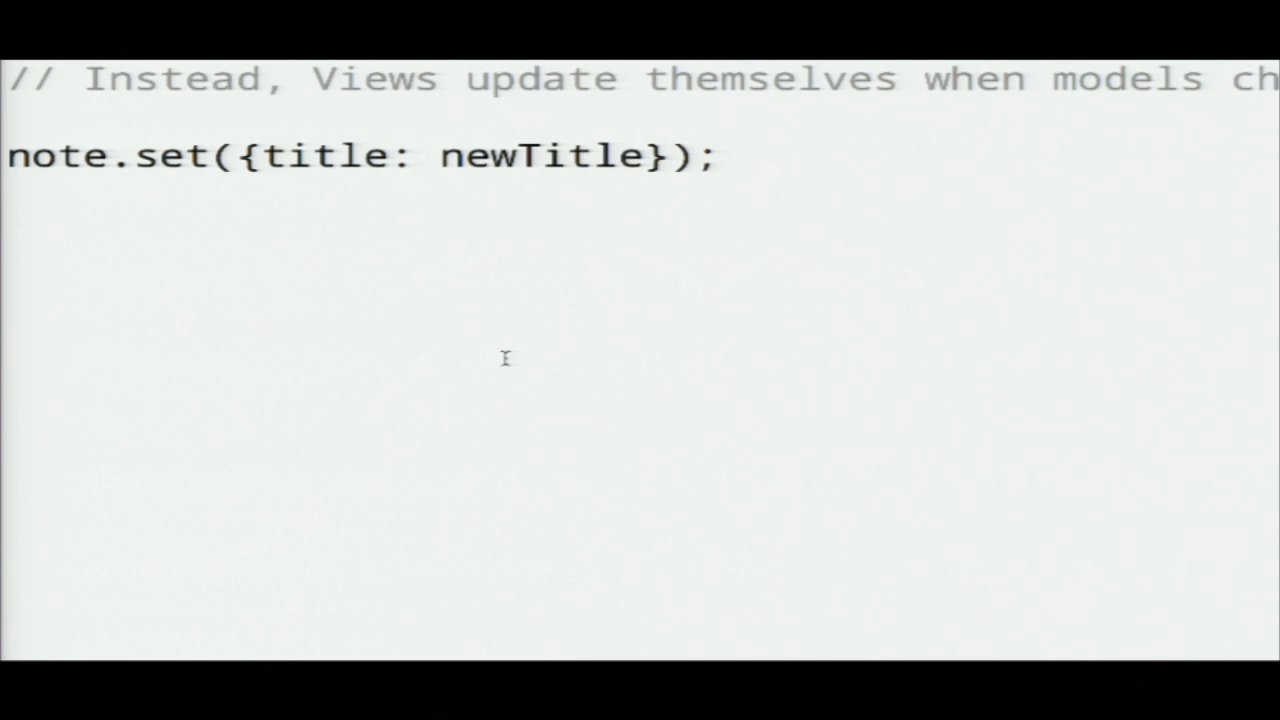 // Instead, Views update themselves when models ch
note.set({title: newTitle});